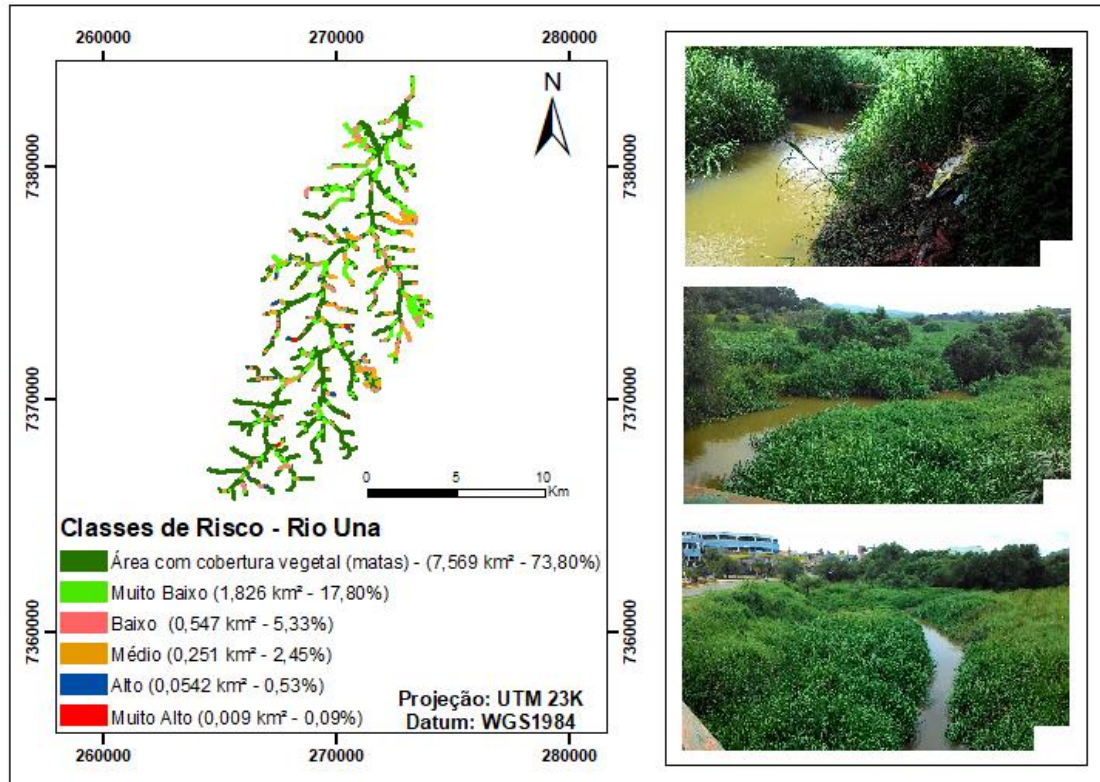 260000
270000
280000
N
7380000
7380000
7370000
7370000
0
5
10
Km
Classes de Risco - Rio Una
Área com cobertura vegetal (matas) - (7,569 km² - 73,80%)
Muito Baixo (1,826 km² - 17,80%)
Baixo (0,547 km² - 5,33%)
Médio (0,251 km² - 2,45%)
Alto (0,0542 km² - 0,53%)
Muito Alto (0,009 km² - 0,09%)
7360000
7360000
Projeção: UTM 23K
Datum: WGS1984
260000
270000
280000